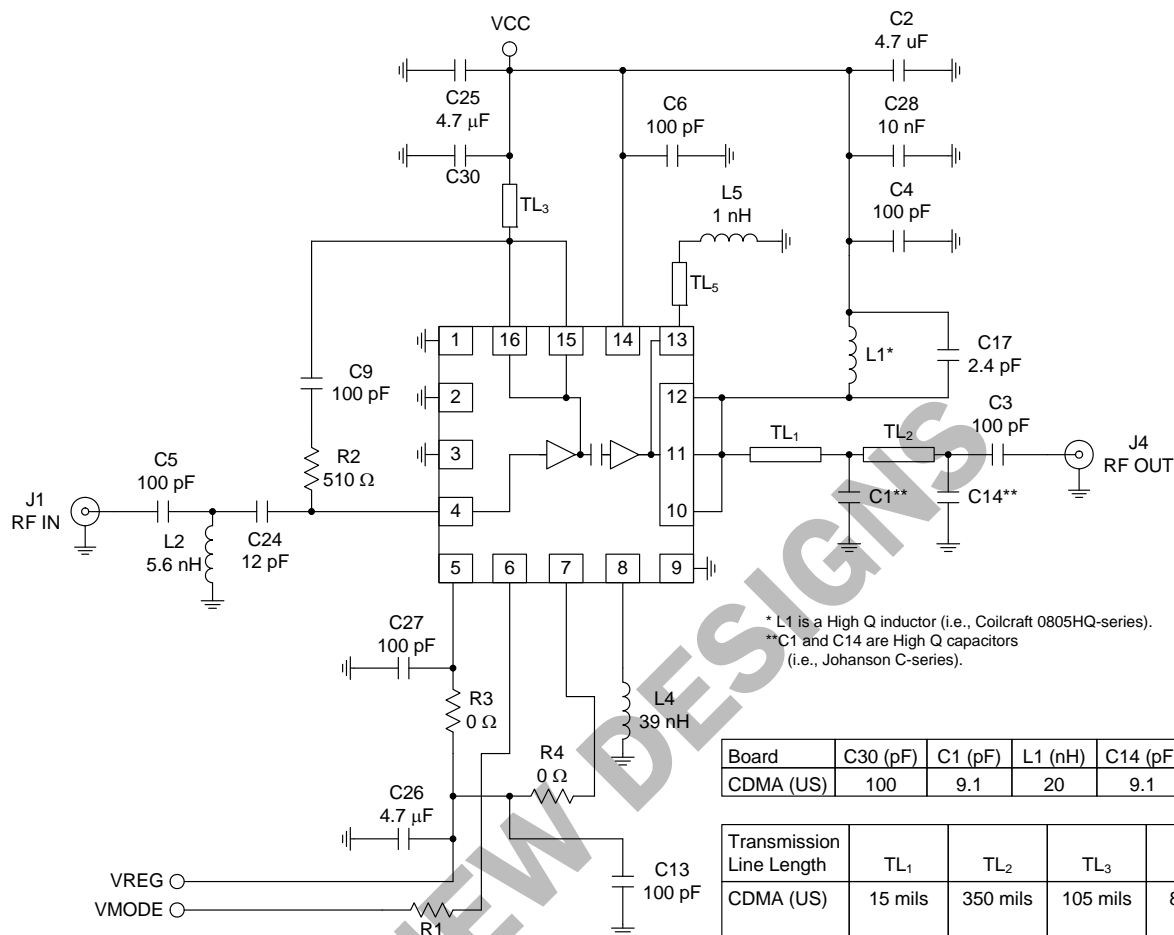 VCC
C2
4.7 uF
C25
4.7 µF
C6
100 pF
C28
10 nF
C30
TL3
L5
1 nH
C4
100 pF
TL5
1
16
15
14
13
L1*
C17
2.4 pF
C9
100 pF
2
12
C3
100 pF
R2
510 Ω
3
11
TL1
TL2
J4
RF OUT
C5
100 pF
J1
RF IN
L2
5.6 nH
C24
12 pF
4
10
C1**
C14**
5
6
7
8
9
C27
100 pF
* L1 is a High Q inductor (i.e., Coilcraft 0805HQ-series).
**C1 and C14 are High Q capacitors
(i.e., Johanson C-series).
R3
0 Ω
L4
39 nH
R4
0 Ω
C26
4.7 µF
Board C30 (pF) C1 (pF) L1 (nH) C14 (pF
CDMA (US) 100 9.1 20 9.1
C13
100 pF
Transmission
Line Length TL1 TL2 TL3
CDMA (US) 15 mils 350 mils 105 mils 8
VREG
VMODE
R1
NEW DESIGNS